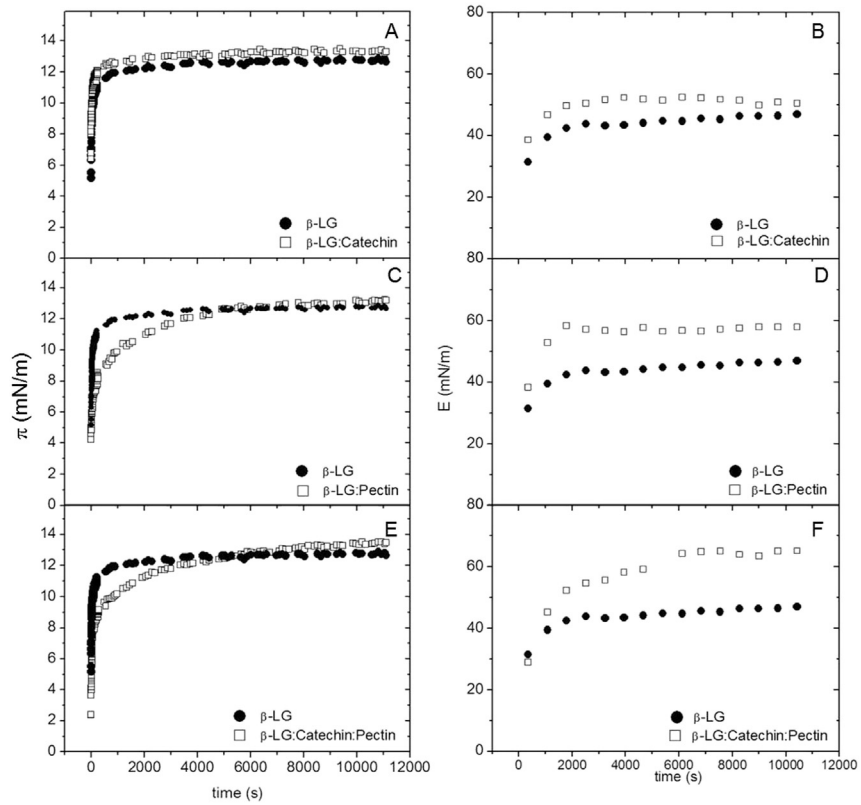 A
14
12
10
8
6
4
2
0
β-LG
β-LG:Catechin
B
80
60
40
20
80
β-LG
β-LG:Catechin
C
14
12
10
8
6
4
2
0
π (mN/m)
β-LG
β-LG:Pectin
D
60
40
20
80
E (mN/m)
β-LG
β-LG:Pectin
E
14
12
10
8
6
4
2
0
β-LG
β-LG:Catechin:Pectin
0 2000 4000 6000 8000 10000 12000
time (s)
F
60
40
20
0
β-LG
β-LG:Catechin:Pectin
0 2000 4000 6000 8000 10000 12000
time (s)